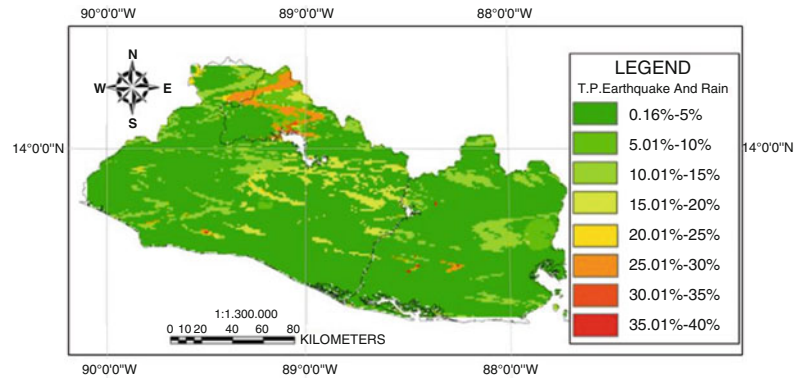 90°0'0"W 89°0'0"W 88°0'0"W
N
W E
S
LEGEND
T.P.Earthquake And Rain
0.16%-5%
5.01%-10%
14°0'0"N 14°0'0"N
10.01%-15%
15.01%-20%
20.01%-25%
25.01%-30%
30.01%-35%
35.01%-40%
1:1.300.000
0 10 20 40 60 80 KILOMETERS
90°0'0"W 89°0'0"W 88°0'0"W